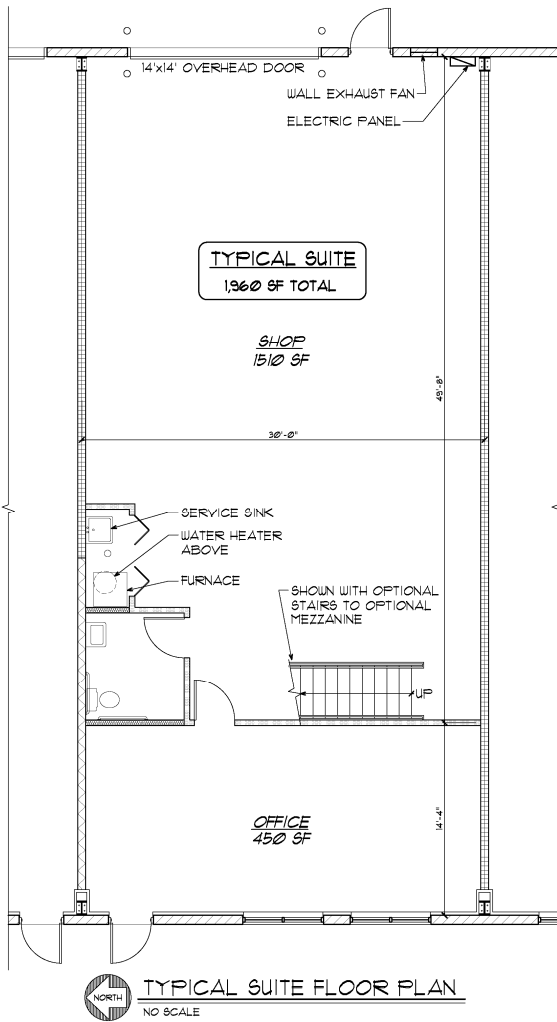 14'x14' OVERHEAD DOOR
WALL EXHAUST FAN
ELECTRIC PANEL
TYPICAL SUITE
1,960 SF TOTAL
SHOP
1510 SF
49'-8"
30'-0"
SERVICE SINK
WATER HEATER
ABOVE
FURNACE
SHOWN WITH OPTIONAL
STAIRS TO OPTIONAL
MEZZANINE
UP
OFFICE
450 SF
14'-4"
NORTH
TYPICAL SUITE FLOOR PLAN
NO SCALE